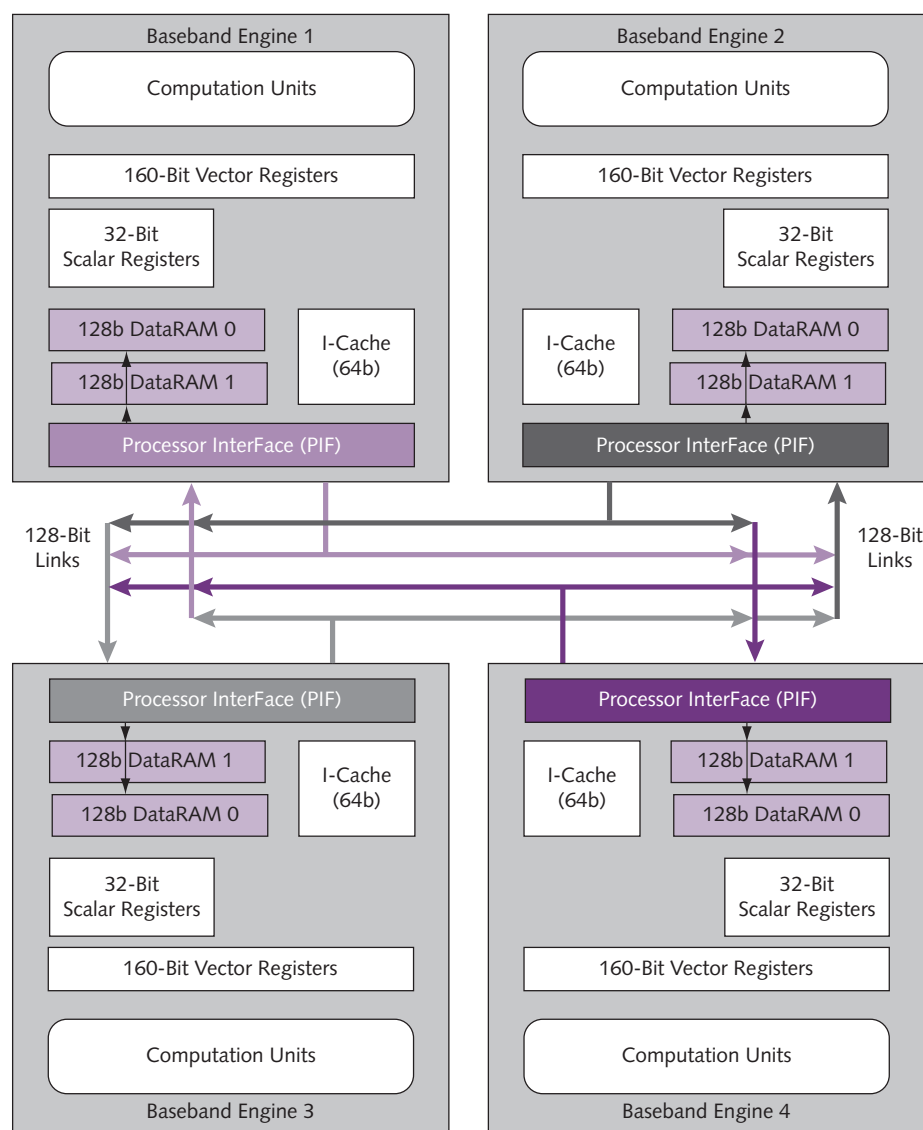 Baseband Engine 1
Computation Units
160-Bit Vector Registers
32-Bit
Scalar Registers
128b DataRAM 0
128b DataRAM 1
I-Cache
(64b)
Processor InterFace (PIF)
Baseband Engine 2
Computation Units
160-Bit Vector Registers
32-Bit
Scalar Registers
I-Cache
(64b)
128b DataRAM 0
128b DataRAM 1
Processor InterFace (PIF)
128-Bit
Links
128-Bit
Links
Processor InterFace (PIF)
128b DataRAM 1
128b DataRAM 0
I-Cache
(64b)
32-Bit
Scalar Registers
160-Bit Vector Registers
Computation Units
Baseband Engine 3
Processor InterFace (PIF)
I-Cache
(64b)
128b DataRAM 1
128b DataRAM 0
32-Bit
Scalar Registers
160-Bit Vector Registers
Computation Units
Baseband Engine 4